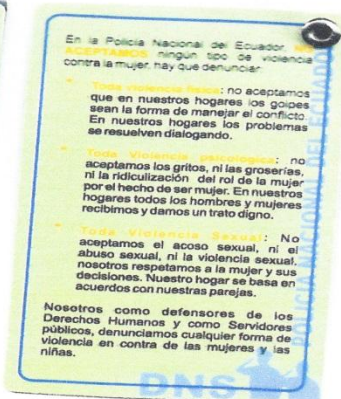 En la Policía Nacional del Ecuador, NO
ACEPTAMOS ningún tipo de violencia
contra la mujer, hay que denunciar:
Toda violencia física: no aceptamos
que en nuestros hogares los golpes
sean la forma de manejar el conflicto.
En nuestros hogares los problemas
se resuelven dialogando.
Toda Violencia psicológica: no
aceptamos los gritos, ni las groserías,
ni la ridiculización del rol de la mujer
por el hecho de ser mujer. En nuestros
hogares todos los hombres y mujeres
recibimos y damos un trato digno.
Toda Violencia Sexual: No
aceptamos el acoso sexual, ni el
abuso sexual, ni la violencia sexual,
nosotros respetamos a la mujer y sus
decisiones. Nuestro hogar se basa en
acuerdos con nuestras parejas.
Nosotros como defensores de los
Derechos Humanos y como Servidores
públicos, denunciamos cualquier forma de
violencia en contra de las mujeres y las
niñas.
POLICIA NACIONAL DEL ECUADOR
DNS